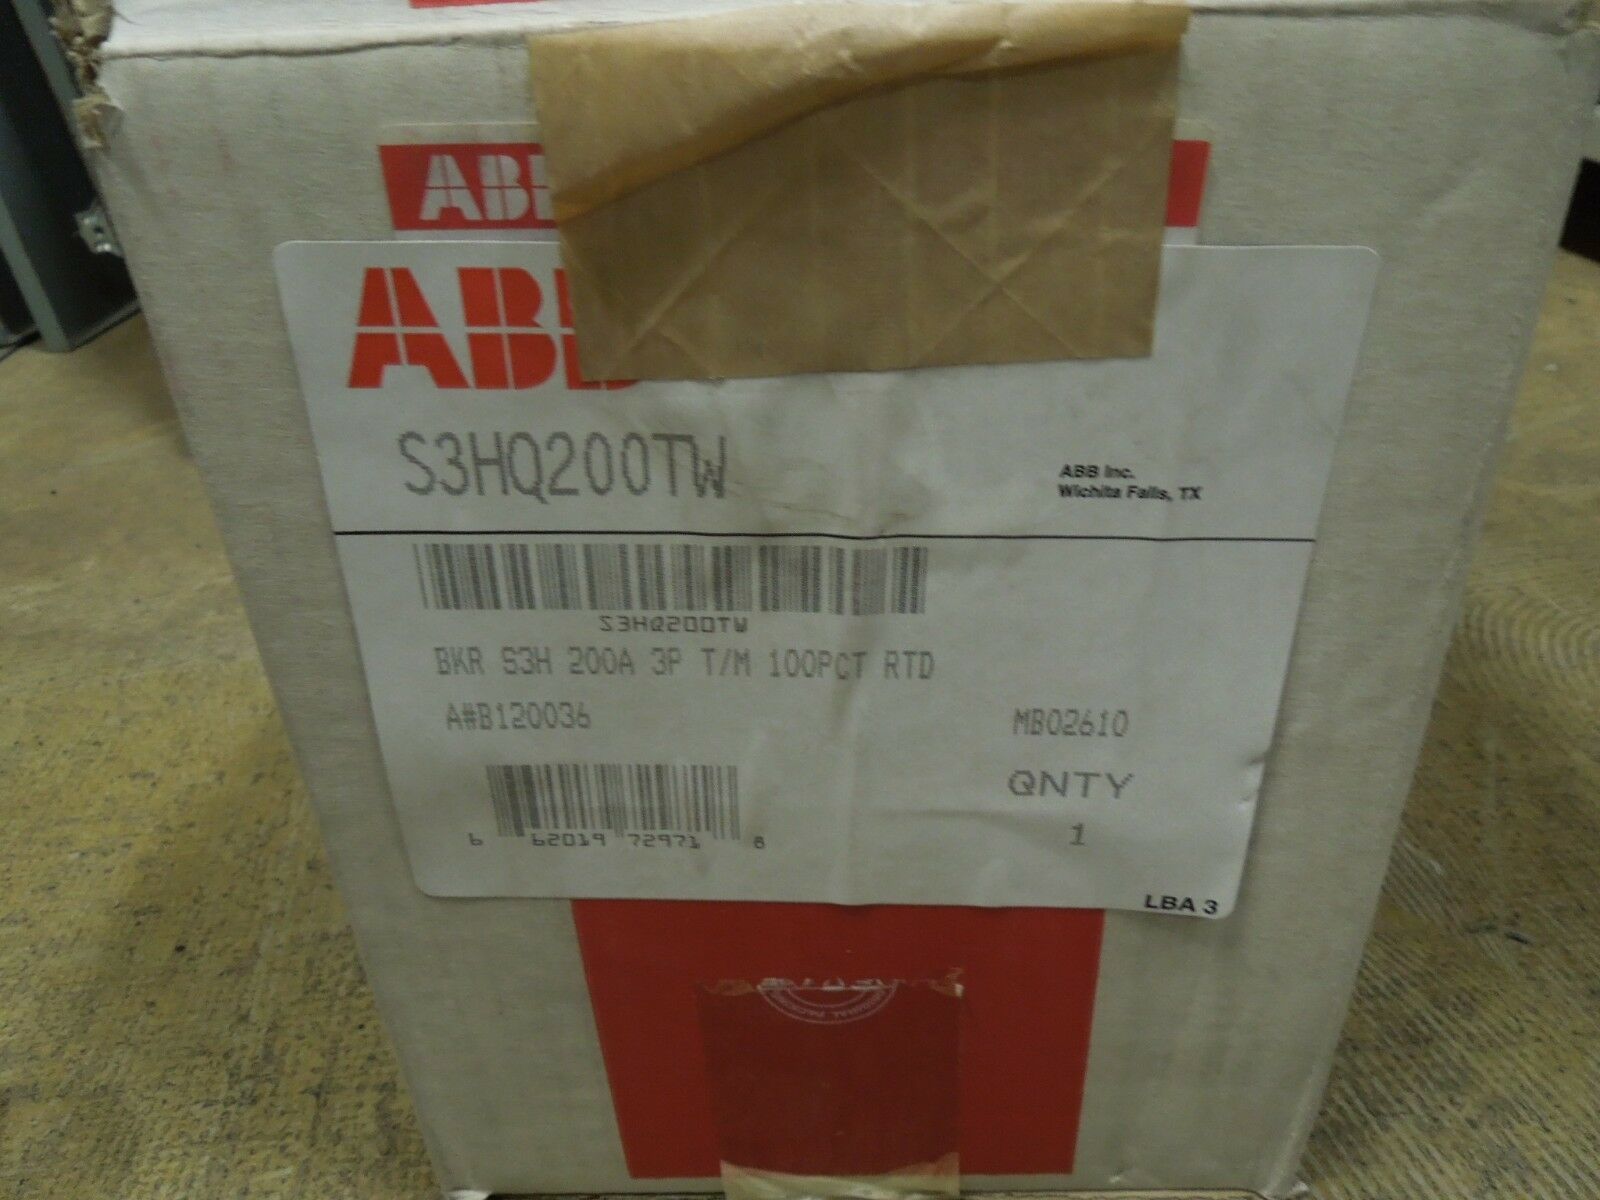 ABB
ABB
S3HQ200TW
ABB Inc.
Wichita Falls, TX
S3HQ200TW
BKR S3H 200A 3P T/M 100PCT RTD
A#B120036
MB02610
QNTY
1
6 62019 72971 8
LBA 3